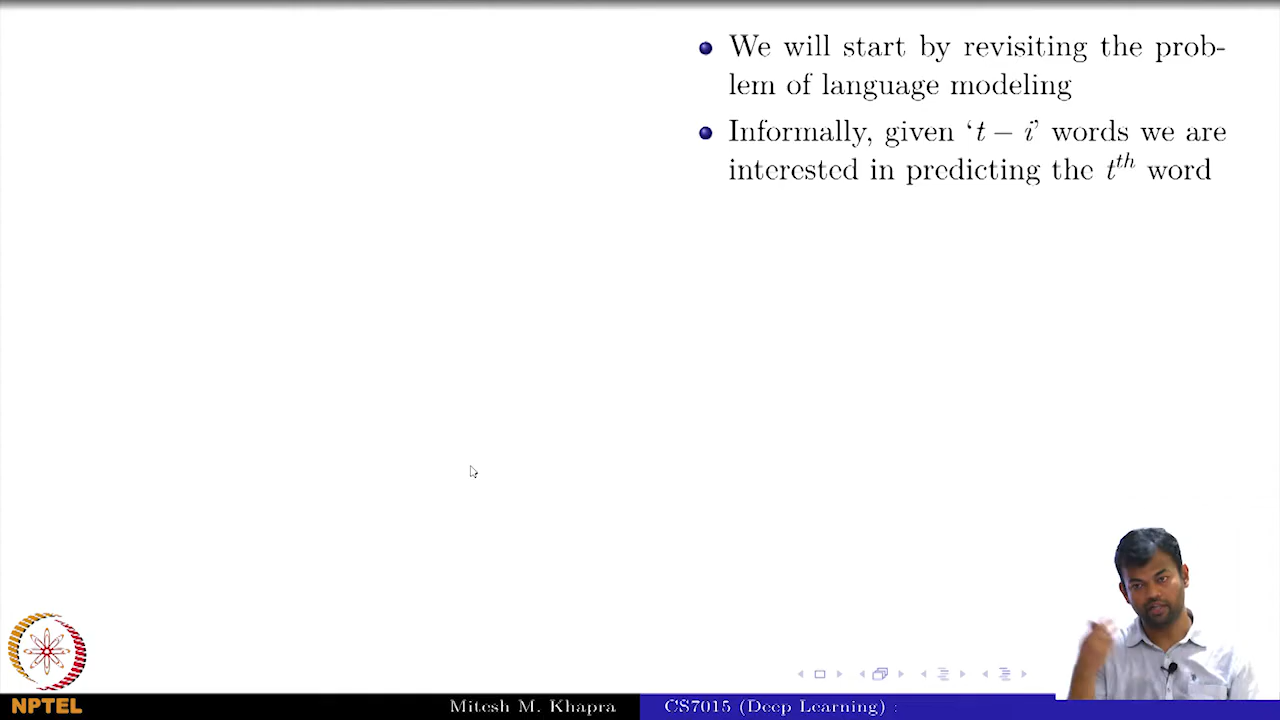 We will start by revisiting the prob-
lem of language modeling
Informally, given ‘t − i’ words we are
interested in predicting the tth word
NPTEL
Mitesh M. Khapra
CS7015 (Deep Learning) :